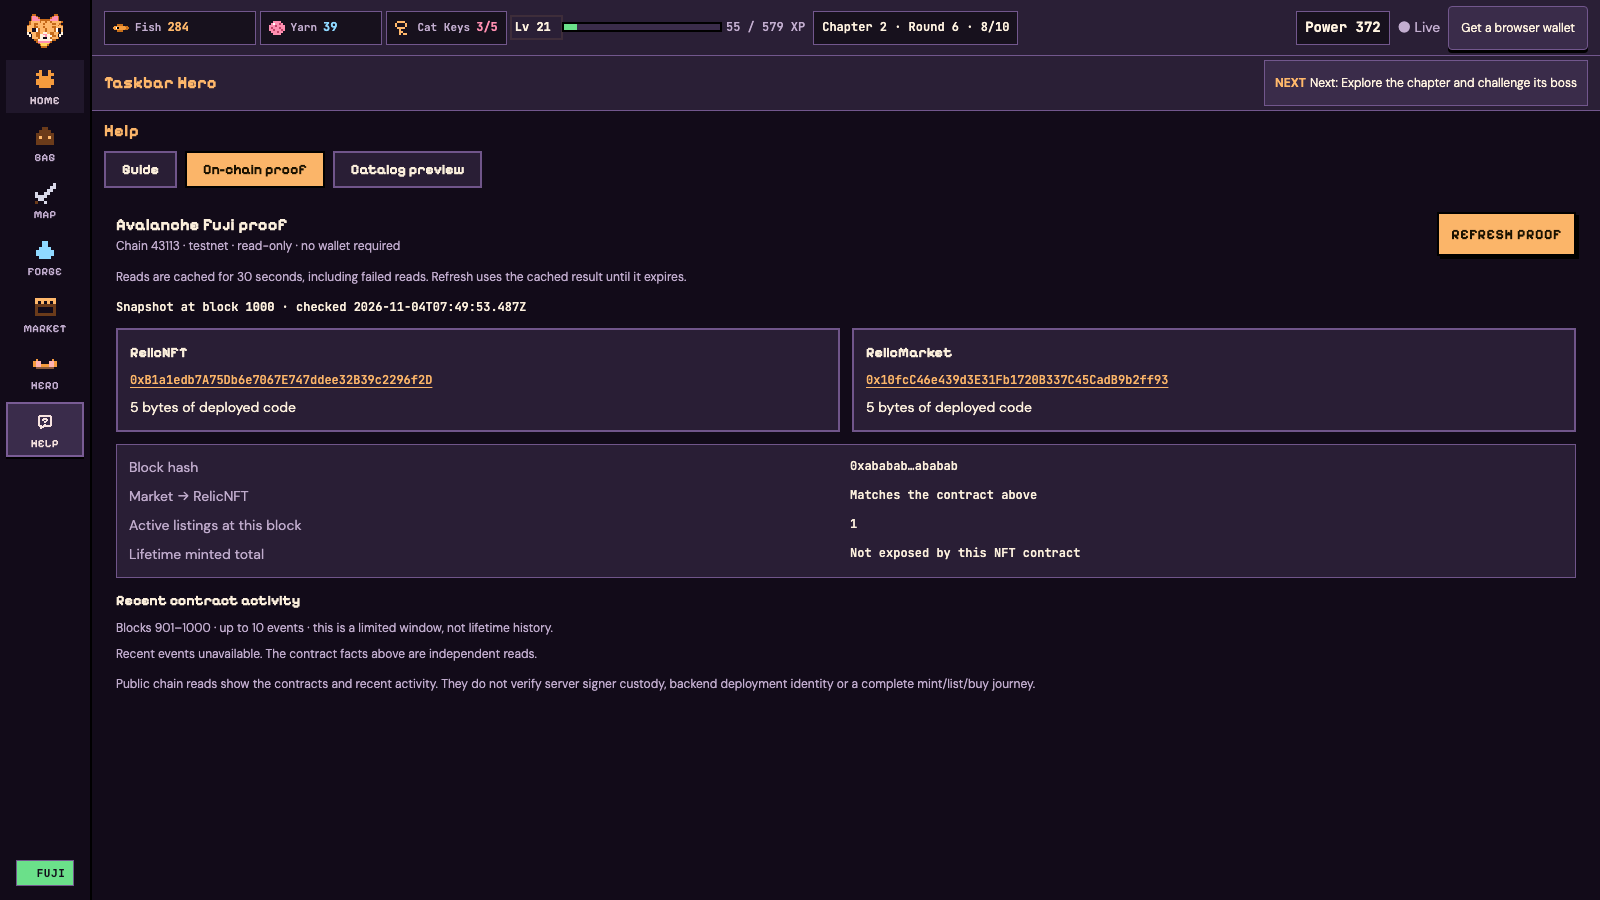 Fish 284
Yarn 39
Cat Keys 3/5
Lv 21
55 / 579 XP
Chapter 2 · Round 6 · 8/10
Power 372
Live
Get a browser wallet
HOME
BAG
MAP
FORGE
MARKET
HERO
HELP
FUJI
Taskbar Hero
NEXT Next: Explore the chapter and challenge its boss
Help
Guide
On-chain proof
Catalog preview
Avalanche Fuji proof
Chain 43113 · testnet · read-only · no wallet required
REFRESH PROOF
Reads are cached for 30 seconds, including failed reads. Refresh uses the cached result until it expires.
Snapshot at block 1000 · checked 2026-11-04T07:49:53.487Z
RelicNFT
0xB1a1edb7A75Db6e7067E747ddee32B39c2296f2D
5 bytes of deployed code
RelicMarket
0x10fcC46e439d3E31Fb1720B337C45CadB9b2ff93
5 bytes of deployed code
Block hash
0xababab…ababab
Market → RelicNFT
Matches the contract above
Active listings at this block
1
Lifetime minted total
Not exposed by this NFT contract
Recent contract activity
Blocks 901–1000 · up to 10 events · this is a limited window, not lifetime history.
Recent events unavailable. The contract facts above are independent reads.
Public chain reads show the contracts and recent activity. They do not verify server signer custody, backend deployment identity or a complete mint/list/buy journey.